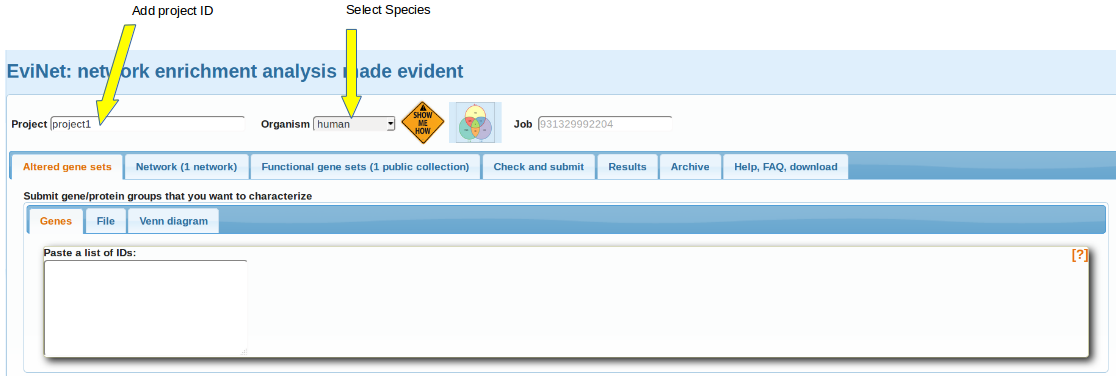 Add project ID
Select Species
EviNet: network enrichment analysis made evident
Project project1 Organism human SHOW ME HOW Job 931329992204
Altered gene sets Network (1 network) Functional gene sets (1 public collection) Check and submit Results Archive Help, FAQ, download
Submit gene/protein groups that you want to characterize
Genes File Venn diagram
Paste a list of IDs: [?]